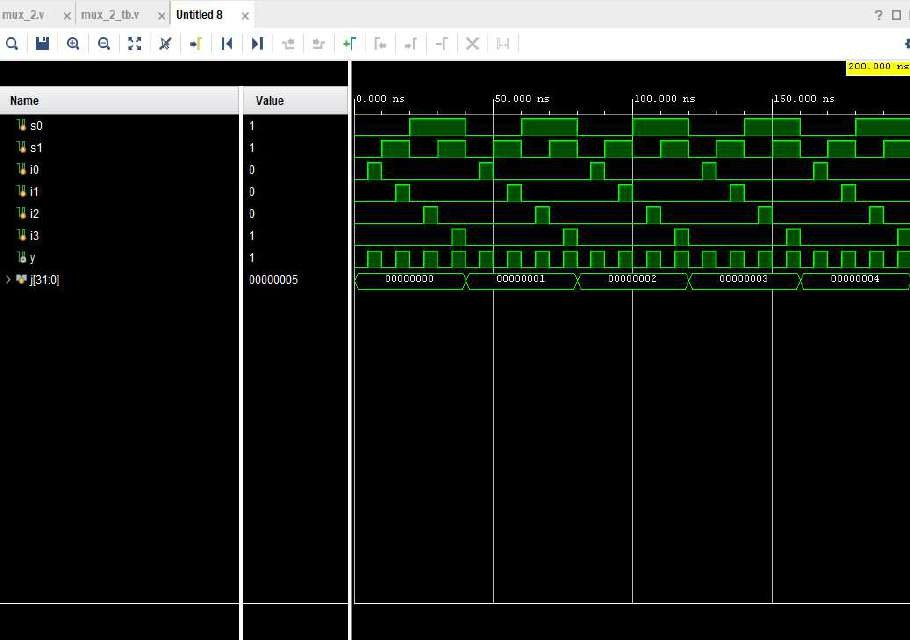 mux_2.v × mux_2_tb.v × Untitled 8 ×
?
200.000 ns
Name Value
0.000 ns 50.000 ns 100.000 ns 150.000 ns
s0 1
s1 1
i0 0
i1 0
i2 0
i3 1
y 1
j[31:0] 00000005 00000000 00000001 00000002 00000003 00000004